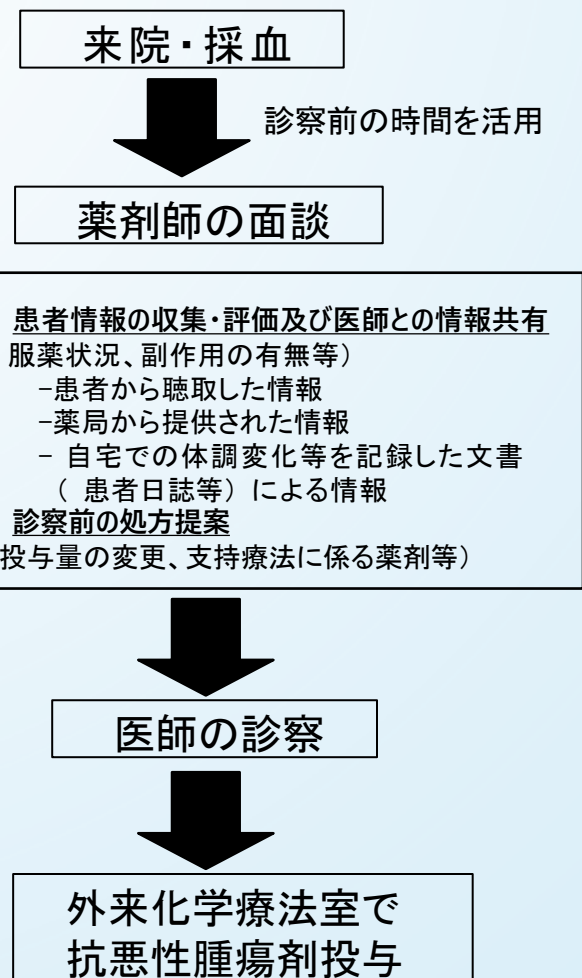 来院・採血
診察前の時間を活用
薬剤師の面談
患者情報の収集・評価及び医師との情報共有
服薬状況、副作用の有無等）
－患者から聴取した情報
－薬局から提供された情報
－ 自宅での体調変化等を記録した文書
（ 患者日誌等） による情報
診察前の処方提案
投与量の変更、支持療法に係る薬剤等）
医師の診察
外来化学療法室で
抗悪性腫瘍剤投与